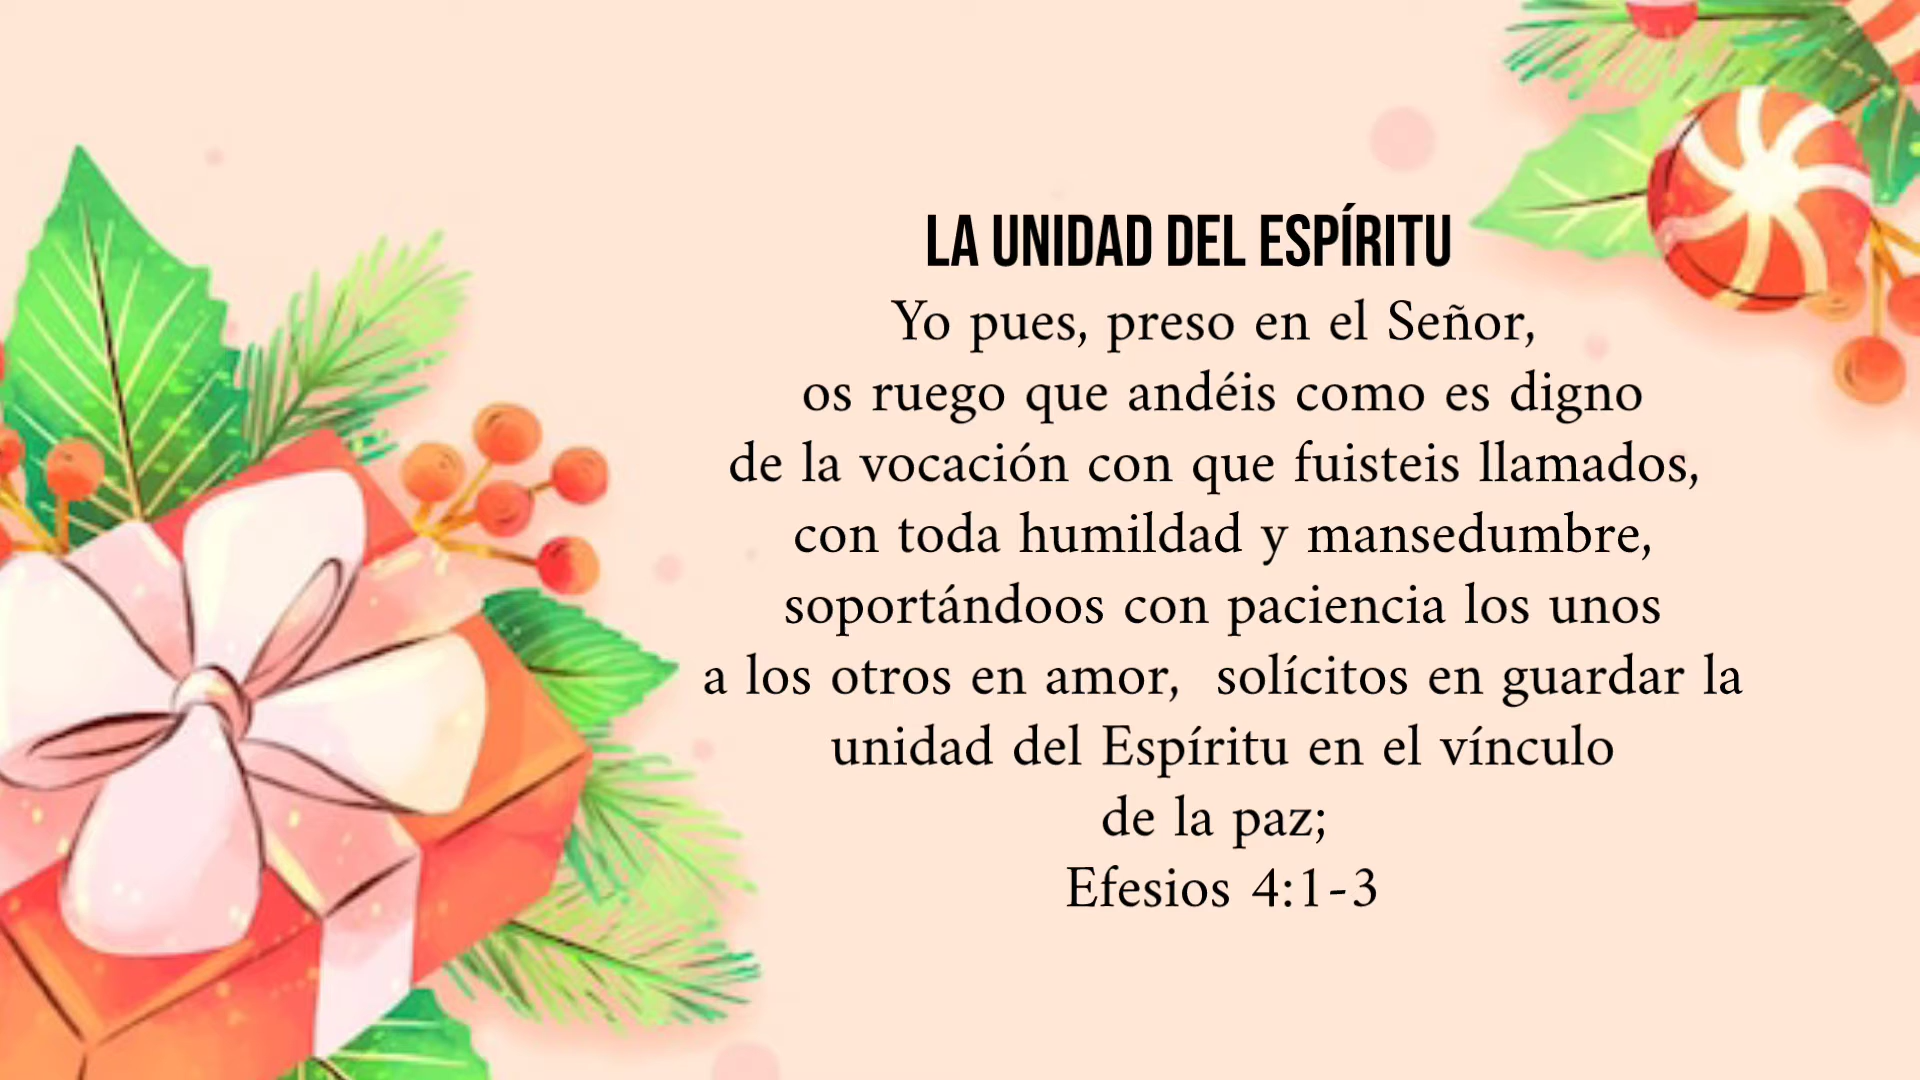 LA UNIDAD DEL ESPÍRITU
Yo pues, preso en el Señor,
os ruego que andéis como es digno
de la vocación con que fuisteis llamados,
con toda humildad y mansedumbre,
soportándoos con paciencia los unos
a los otros en amor,  solícitos en guardar la
unidad del Espíritu en el vínculo
de la paz;
Efesios 4:1-3